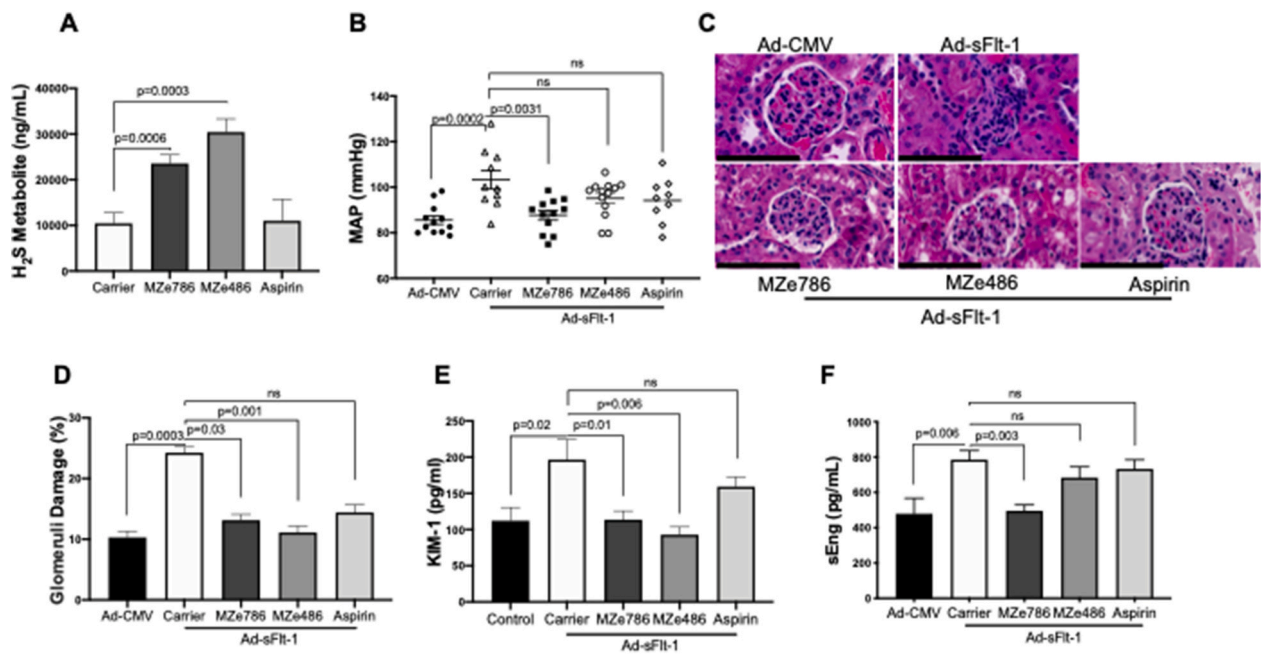 A
H₂S Metabolite (ng/mL)
40000
30000
20000
10000
0
p=0.0003
p=0.0006
Carrier MZe786 MZe486 Aspirin
B
MAP (mmHg)
140
120
100
80
60
ns
ns
p=0.0002 p=0.0031
Ad-CMV Carrier MZe786 MZe486 Aspirin
Ad-sFlt-1
C
Ad-CMV Ad-sFlt-1
MZe786 MZe486 Aspirin
Ad-sFlt-1
D
Glomeruli Damage (%)
30
20
10
0
ns
p=0.001
p=0.0003 p=0.03
Ad-CMV Carrier MZe786 MZe486 Aspirin
Ad-sFlt-1
E
KIM-1 (pg/ml)
250
200
150
100
50
0
ns
p=0.006
p=0.02 p=0.01
Control Carrier MZe786 MZe486 Aspirin
Ad-sFlt-1
F
sEng (pg/mL)
1000
800
600
400
200
0
ns
ns
p=0.006 p=0.003
Ad-CMV Carrier MZe786 MZe486 Aspirin
Ad-sFlt-1